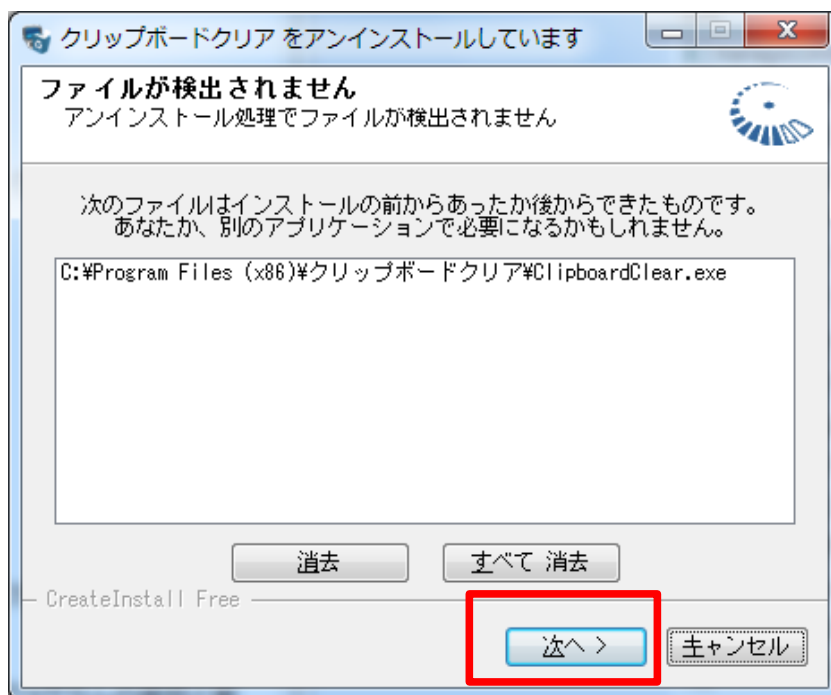 クリップボードクリア をアンインストールしています
ファイルが検出されません
アンインストール処理でファイルが検出されません
次のファイルはインストールの前からあったか後からできたものです。
あなたか、別のアプリケーションで必要になるかもしれません。
C:¥Program Files (x86)¥クリップボードクリア¥ClipboardClear.exe
消去
すべて 消去
CreateInstall Free
次へ >
キャンセル